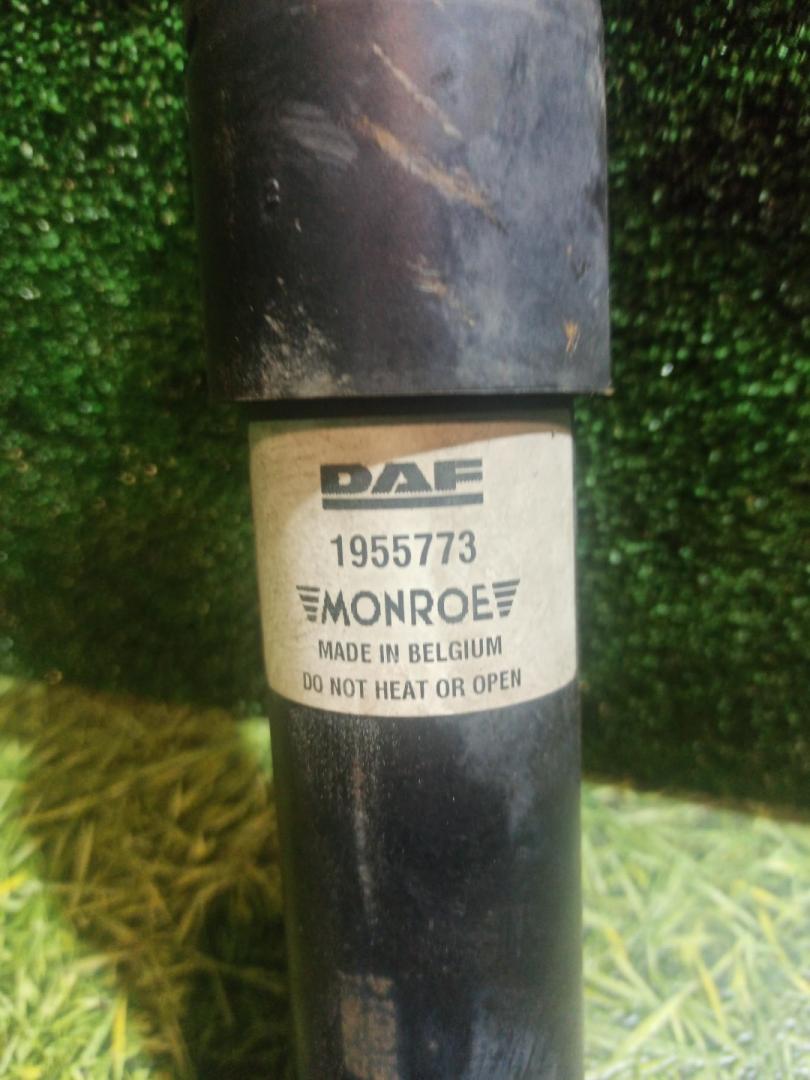 DAF
1955773
MONROE
MADE IN BELGIUM
DO NOT HEAT OR OPEN